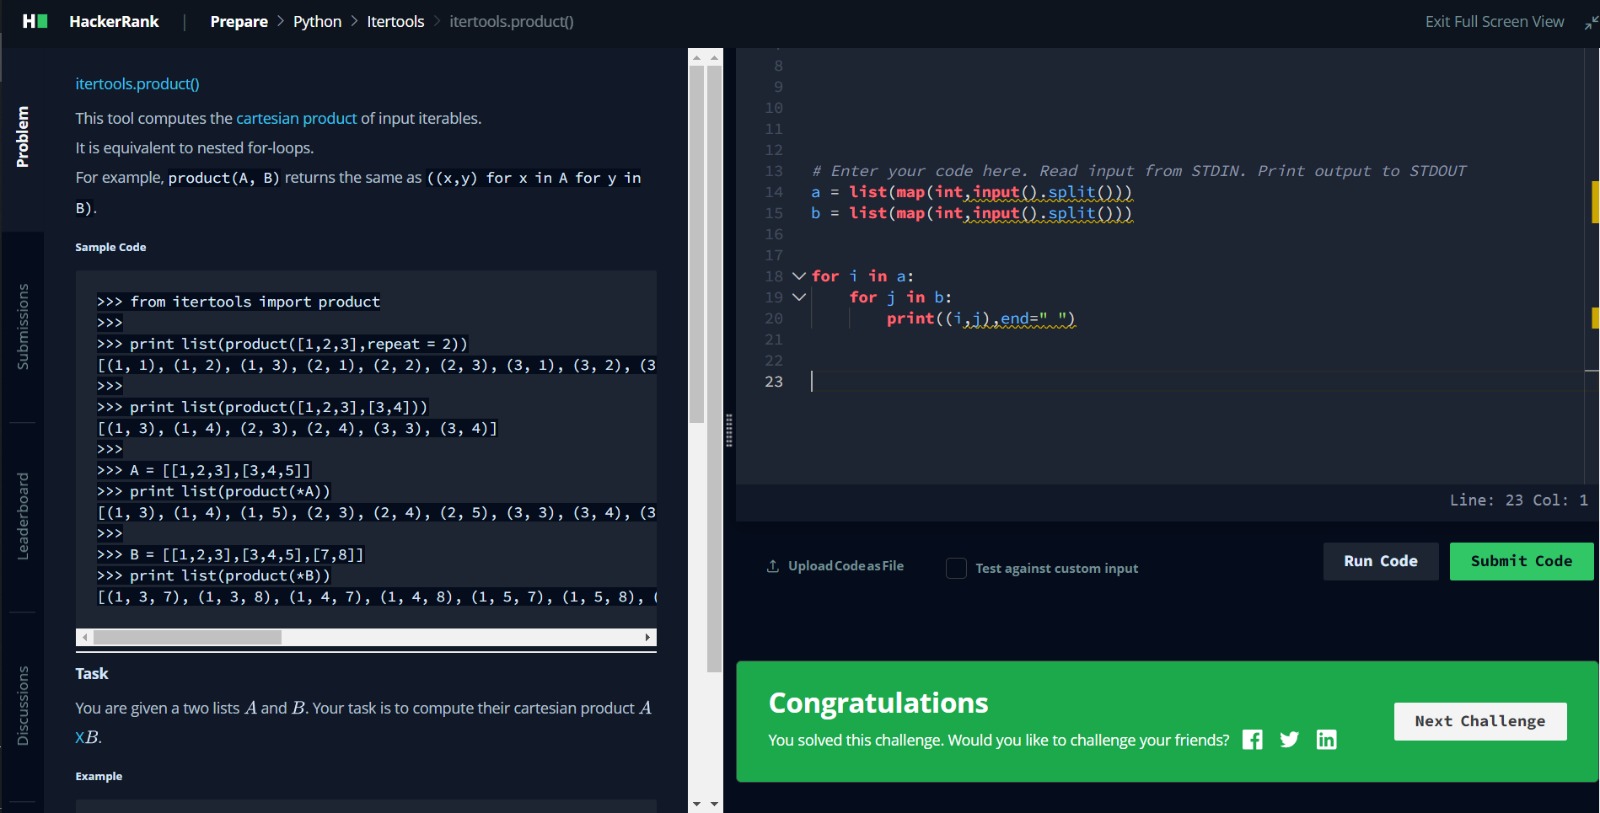 HackerRank | Prepare > Python > Itertools > itertools.product()
Exit Full Screen View
Problem
Submissions
Leaderboard
Discussions
itertools.product()
This tool computes the cartesian product of input iterables.
It is equivalent to nested for-loops.
For example, product(A, B) returns the same as ((x,y) for x in A for y in
B).
Sample Code
>>> from itertools import product
>>>
>>> print list(product([1,2,3],repeat = 2))
[(1, 1), (1, 2), (1, 3), (2, 1), (2, 2), (2, 3), (3, 1), (3, 2), (3
>>>
>>> print list(product([1,2,3],[3,4]))
[(1, 3), (1, 4), (2, 3), (2, 4), (3, 3), (3, 4)]
>>>
>>> A = [[1,2,3],[3,4,5]]
>>> print list(product(*A))
[(1, 3), (1, 4), (1, 5), (2, 3), (2, 4), (2, 5), (3, 3), (3, 4), (3
>>>
>>> B = [[1,2,3],[3,4,5],[7,8]]
>>> print list(product(*B))
[(1, 3, 7), (1, 3, 8), (1, 4, 7), (1, 4, 8), (1, 5, 7), (1, 5, 8), (
Task
You are given a two lists A and B. Your task is to compute their cartesian product A
XB.
Example
8
9
10
11
12
13 # Enter your code here. Read input from STDIN. Print output to STDOUT
14 a = list(map(int,input().split()))
15 b = list(map(int,input().split()))
16
17
18 for i in a:
19 for j in b:
20 print((i,j),end=" ")
21
22
23
Line: 23 Col: 1
Upload Code as File
Test against custom input
Run Code
Submit Code
Congratulations
You solved this challenge. Would you like to challenge your friends?
Next Challenge